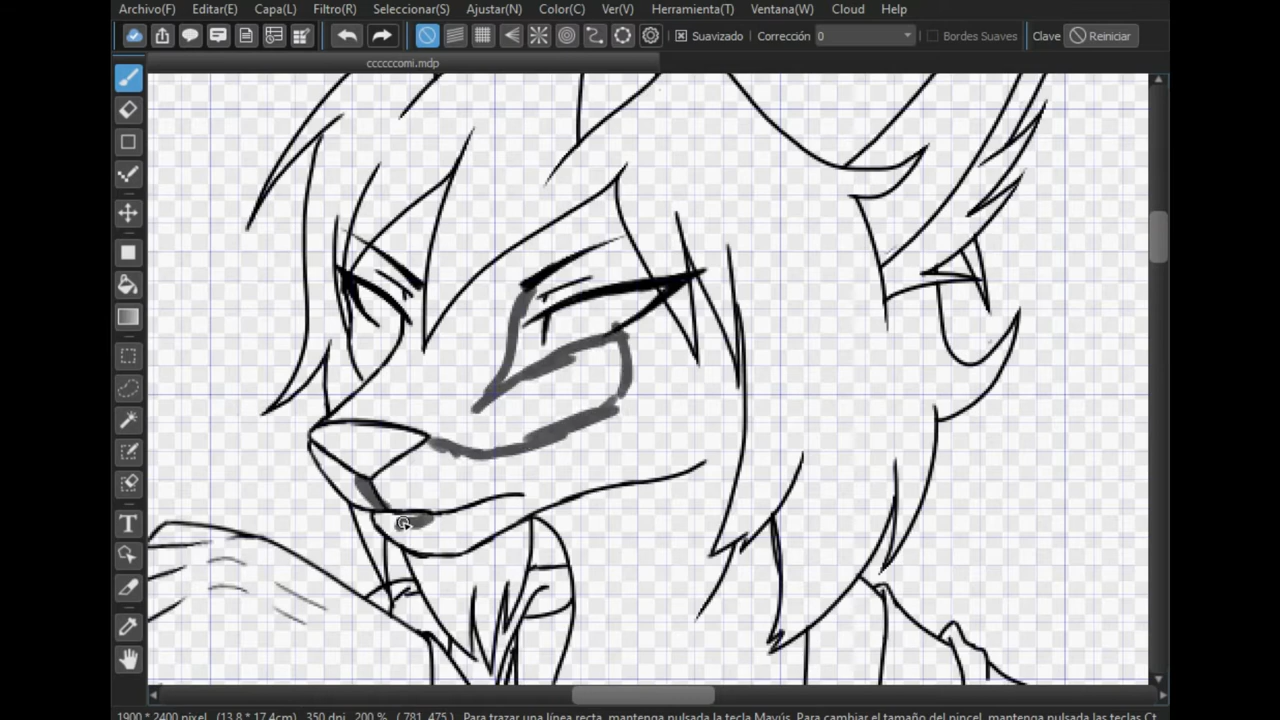 Archivo(F) Editar(E) Capa(L) Filtro(R) Seleccionar(S) Ajustar(N) Color(C) Ver(V) Herramienta(T) Ventana(W) Cloud Help
Suavizado Corrección 0 Bordes Suaves Clave Reiniciar
ccccccomi.mdp
T
1900 * 2400 pixel (13.8 * 17.4cm) 350 dpi 200 % ( 781, 475 ) Para trazar una línea recta, mantenga pulsada la tecla Mayús. Para cambiar el tamaño del pincel, mantenga pulsadas las teclas C